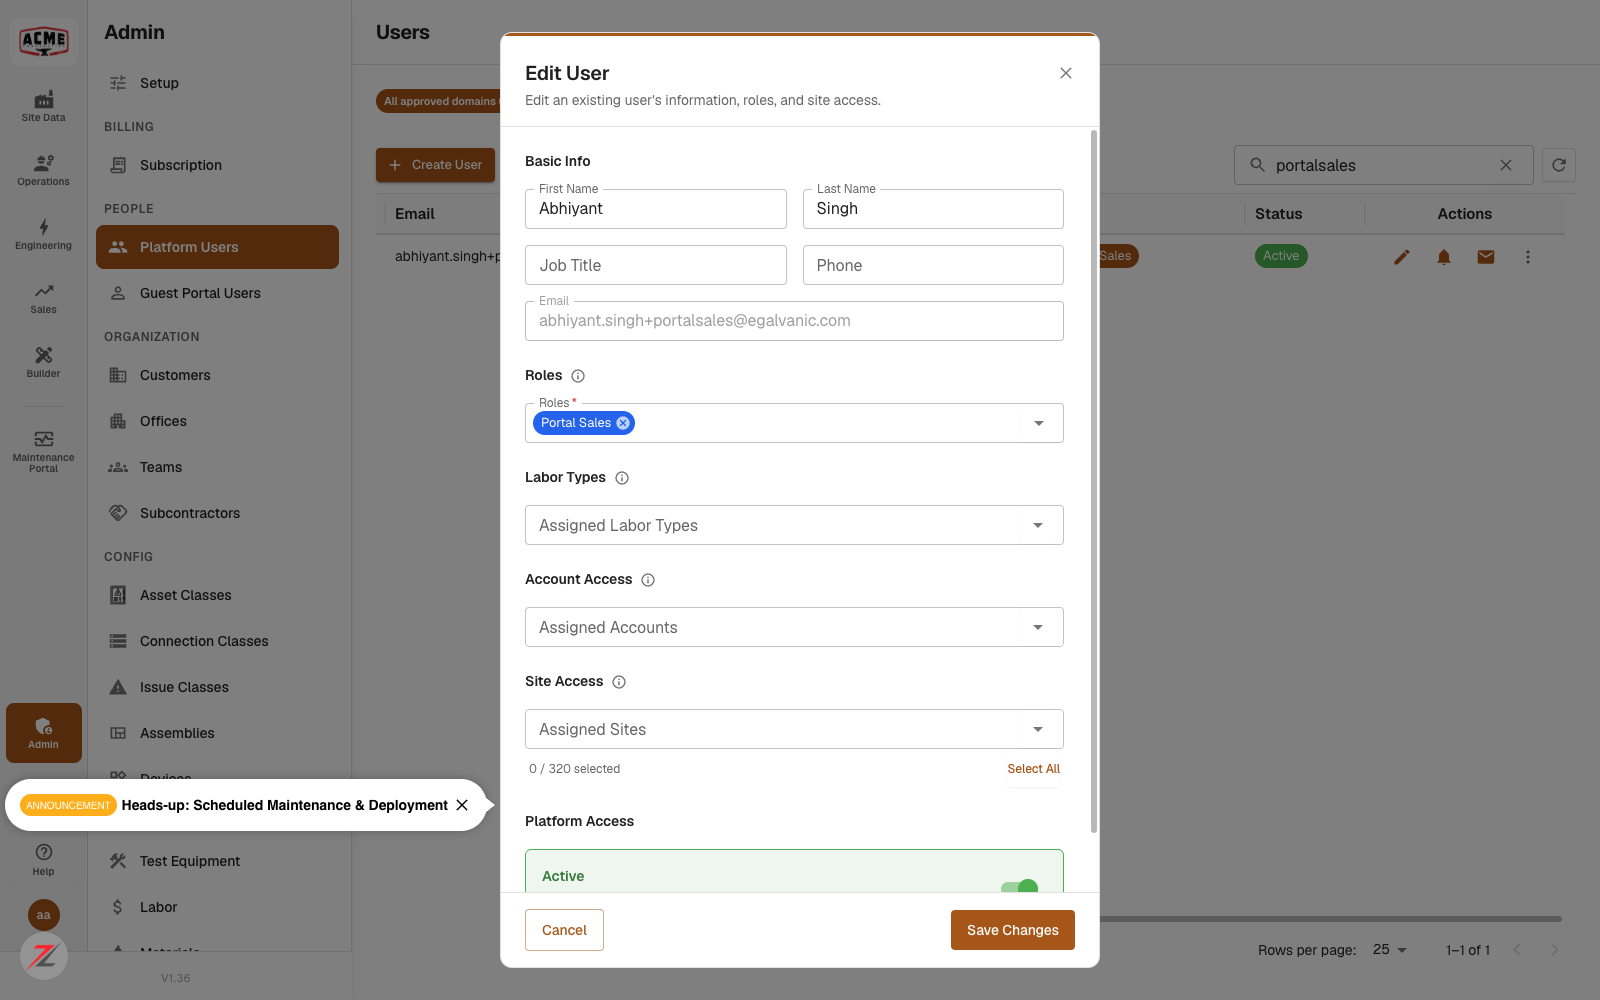 ACME
Site Data
Operations
Engineering
Sales
Builder
Maintenance
Portal
Admin
Help
aa
Admin
Setup
BILLING
Subscription
PEOPLE
Platform Users
Guest Portal Users
ORGANIZATION
Customers
Offices
Teams
Subcontractors
CONFIG
Asset Classes
Connection Classes
Issue Classes
Assemblies
Devices
ANNOUNCEMENT Heads-up: Scheduled Maintenance & Deployment
Test Equipment
Labor
Materials
V1.36
Users
All approved domains
Create User
portalsales
Email
Status
Actions
abhiyant.singh+p
Sales
Active
Rows per page: 25
1–1 of 1
Edit User
Edit an existing user's information, roles, and site access.
Basic Info
First Name
Abhiyant
Last Name
Singh
Job Title
Phone
Email
abhiyant.singh+portalsales@egalvanic.com
Roles
Roles *
Portal Sales
Labor Types
Assigned Labor Types
Account Access
Assigned Accounts
Site Access
Assigned Sites
0 / 320 selected
Select All
Platform Access
Active
Cancel
Save Changes